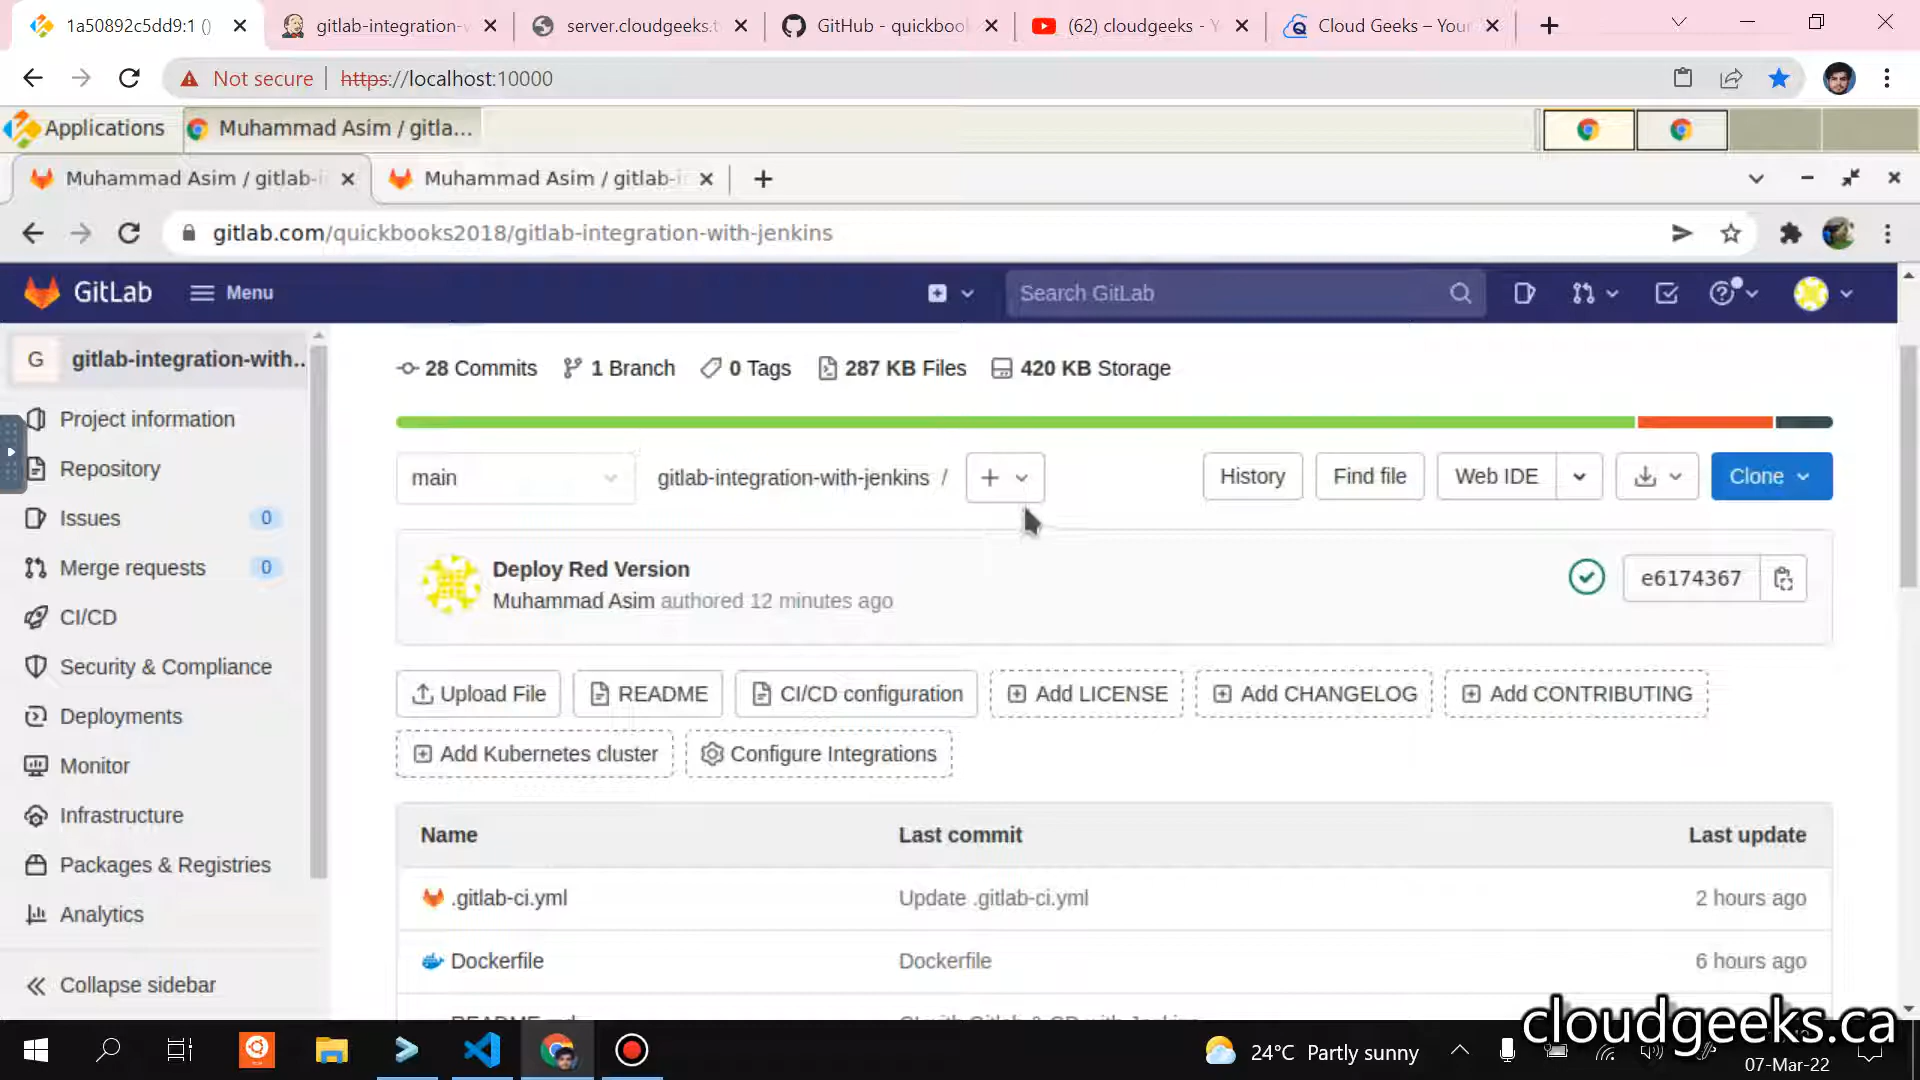 1a50892c5dd9:1 ()
gitlab-integration-w
server.cloudgeeks.t
GitHub - quickboo
(62) cloudgeeks - Y
Cloud Geeks – Your
Not secure | https://localhost:10000
Applications
Muhammad Asim / gitla...
Muhammad Asim / gitlab-i
Muhammad Asim / gitlab-i
gitlab.com/quickbooks2018/gitlab-integration-with-jenkins
GitLab
Menu
Search GitLab
G
gitlab-integration-with...
Project information
Repository
Issues 0
Merge requests 0
CI/CD
Security & Compliance
Deployments
Monitor
Infrastructure
Packages & Registries
Analytics
Collapse sidebar
28 Commits 1 Branch 0 Tags 287 KB Files 420 KB Storage
main
gitlab-integration-with-jenkins /
History
Find file
Web IDE
Clone
Deploy Red Version
Muhammad Asim authored 12 minutes ago
e6174367
Upload File
README
CI/CD configuration
Add LICENSE
Add CHANGELOG
Add CONTRIBUTING
Add Kubernetes cluster
Configure Integrations
Name Last commit Last update
.gitlab-ci.yml Update .gitlab-ci.yml 2 hours ago
Dockerfile Dockerfile 6 hours ago
cloudgeeks.ca
24°C Partly sunny
07-Mar-22